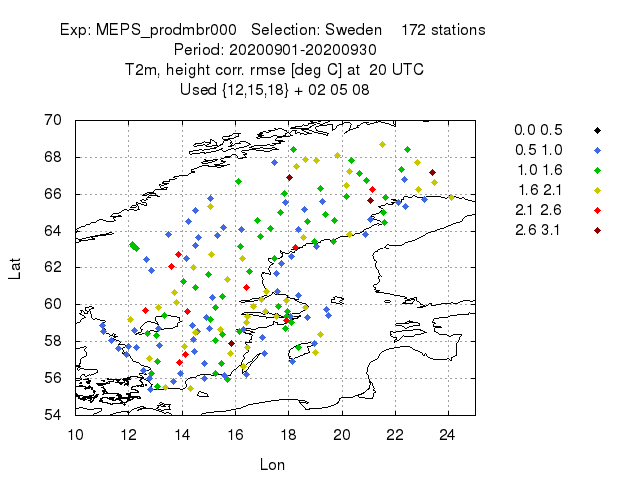 Exp: MEPS_prodmbr000 Selection: Sweden 172 stations
Period: 20200901-20200930
T2m, height corr. rmse [deg C] at 20 UTC
Used {12,15,18} + 02 05 08
70
68
66
64
62
60
58
56
54
10 12 14 16 18 20 22 24
Lat
Lon
0.0 0.5
0.5 1.0
1.0 1.6
1.6 2.1
2.1 2.6
2.6 3.1